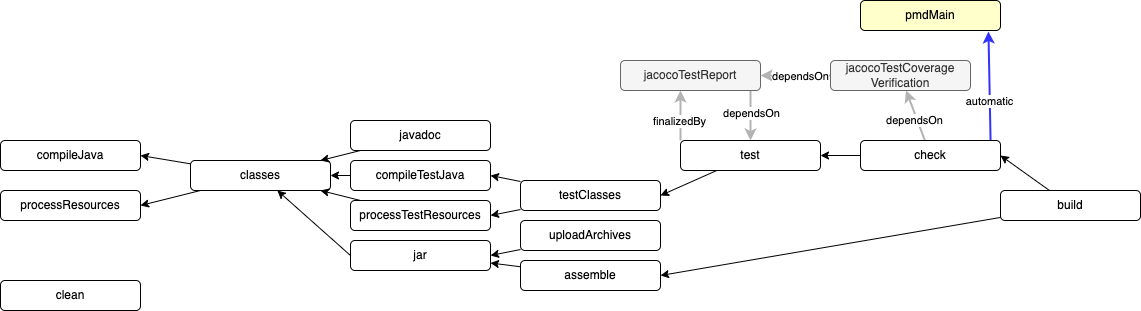 pmdMain
jacocoTestReport
dependsOn
jacocoTestCoverage
Verification
automatic
finalizedBy
dependsOn
dependsOn
javadoc
compileJava
test
check
classes
compileTestJava
testClasses
processResources
processTestResources
build
uploadArchives
jar
assemble
clean